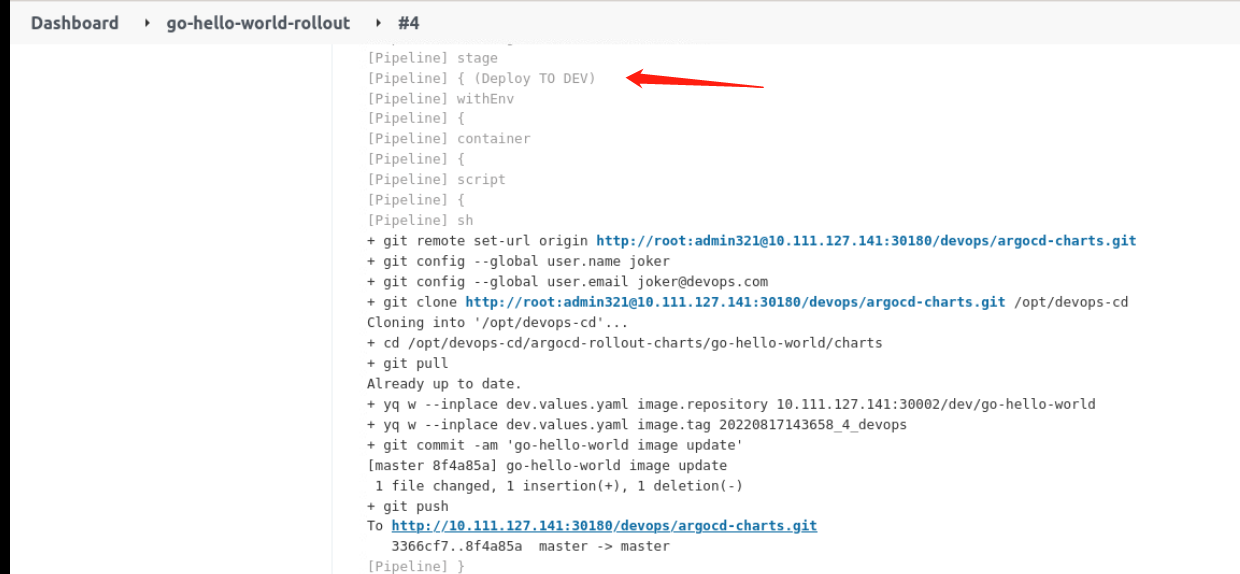 Dashboard ‣ go-hello-world-rollout ‣ #4
[Pipeline] stage
[Pipeline] { (Deploy TO DEV)
[Pipeline] withEnv
[Pipeline] {
[Pipeline] container
[Pipeline] {
[Pipeline] script
[Pipeline] {
[Pipeline] sh
+ git remote set-url origin http://root:admin321@10.111.127.141:30180/devops/argocd-charts.git
+ git config --global user.name joker
+ git config --global user.email joker@devops.com
+ git clone http://root:admin321@10.111.127.141:30180/devops/argocd-charts.git /opt/devops-cd
Cloning into '/opt/devops-cd'...
+ cd /opt/devops-cd/argocd-rollout-charts/go-hello-world/charts
+ git pull
Already up to date.
+ yq w --inplace dev.values.yaml image.repository 10.111.127.141:30002/dev/go-hello-world
+ yq w --inplace dev.values.yaml image.tag 20220817143658_4_devops
+ git commit -am 'go-hello-world image update'
[master 8f4a85a] go-hello-world image update
 1 file changed, 1 insertion(+), 1 deletion(-)
+ git push
To http://10.111.127.141:30180/devops/argocd-charts.git
   3366cf7..8f4a85a  master -> master
[Pipeline] }